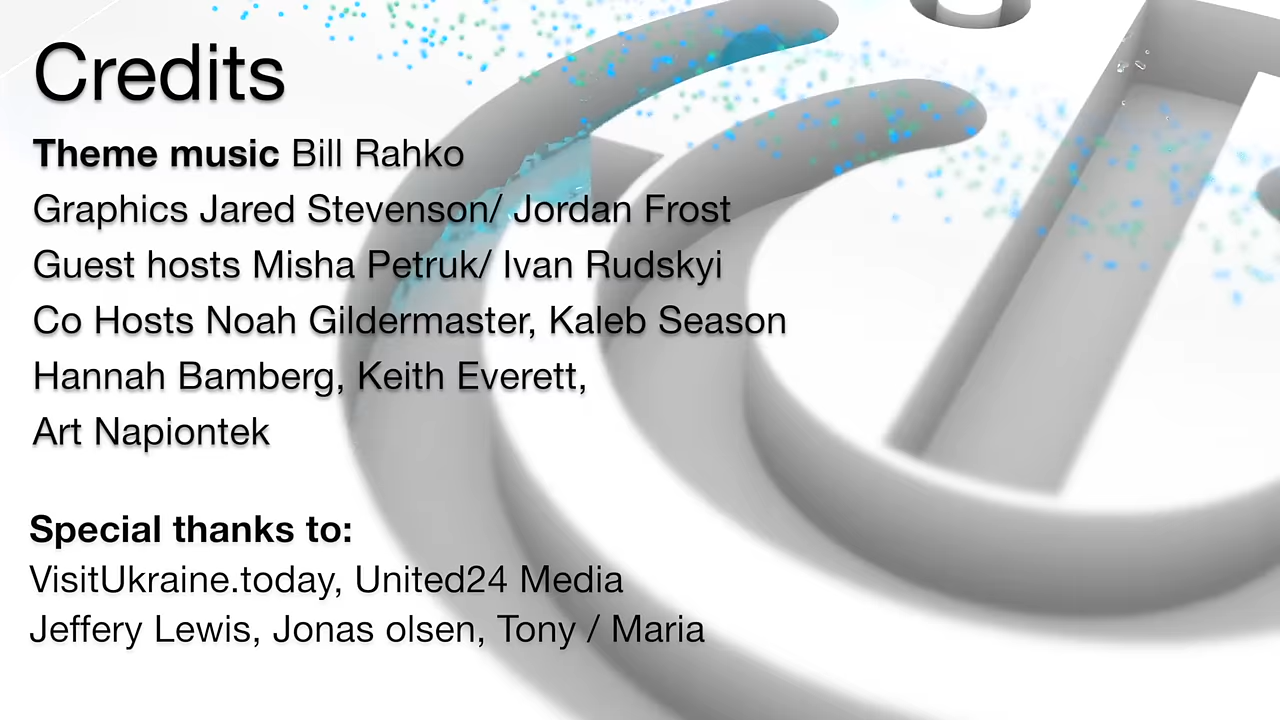 Credits
Theme music Bill Rahko
Graphics Jared Stevenson/ Jordan Frost
Guest hosts Misha Petruk/ Ivan Rudskyi
Co Hosts Noah Gildermaster, Kaleb Season
Hannah Bamberg, Keith Everett,
Art Napiontek
Special thanks to:
VisitUkraine.today, United24 Media
Jeffery Lewis, Jonas olsen, Tony / Maria